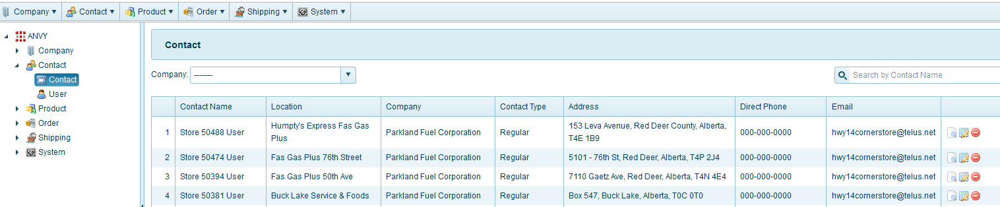 Company Contact Product Order Shipping System
ANVY
Company
Contact
Contact
User
Product
Order
Shipping
System
Contact
Company: ------- Search by Contact Name
Contact Name Location Company Contact Type Address Direct Phone Email
1 Store 50488 User Humpty's Express Fas Gas Plus Parkland Fuel Corporation Regular 153 Leva Avenue, Red Deer County, Alberta, T4E 1B9 000-000-0000 hwy14cornerstore@telus.net
2 Store 50474 User Fas Gas Plus 76th Street Parkland Fuel Corporation Regular 5101 - 76th St, Red Deer, Alberta, T4P 2J4 000-000-0000 hwy14cornerstore@telus.net
3 Store 50394 User Fas Gas Plus 50th Ave Parkland Fuel Corporation Regular 7110 Gaetz Ave, Red Deer, Alberta, T4N 4E4 000-000-0000 hwy14cornerstore@telus.net
4 Store 50381 User Buck Lake Service & Foods Parkland Fuel Corporation Regular Box 547, Buck Lake, Alberta, T0C 0T0 000-000-0000 hwy14cornerstore@telus.net